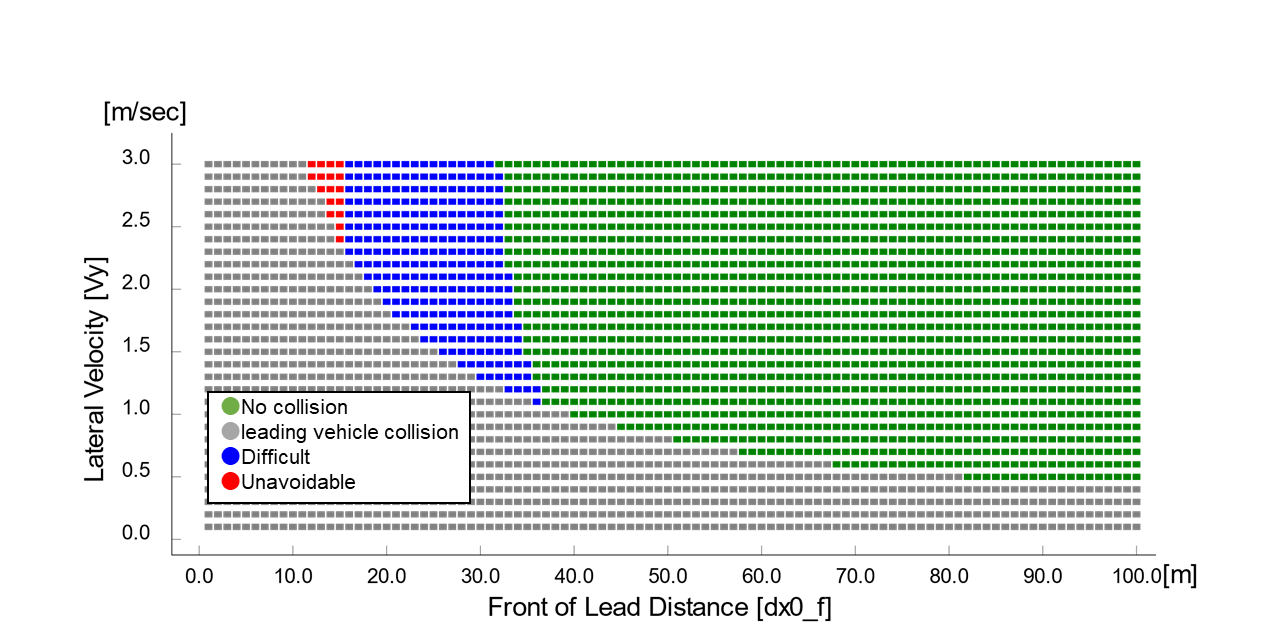 [m/sec]
3.0
2.5
2.0
1.5
1.0
0.5
0.0
Lateral Velocity [Vy]
No collision
leading vehicle collision
Difficult
Unavoidable
0.0 10.0 20.0 30.0 40.0 50.0 60.0 70.0 80.0 90.0 100.0 [m]
Front of Lead Distance [dx0_f]